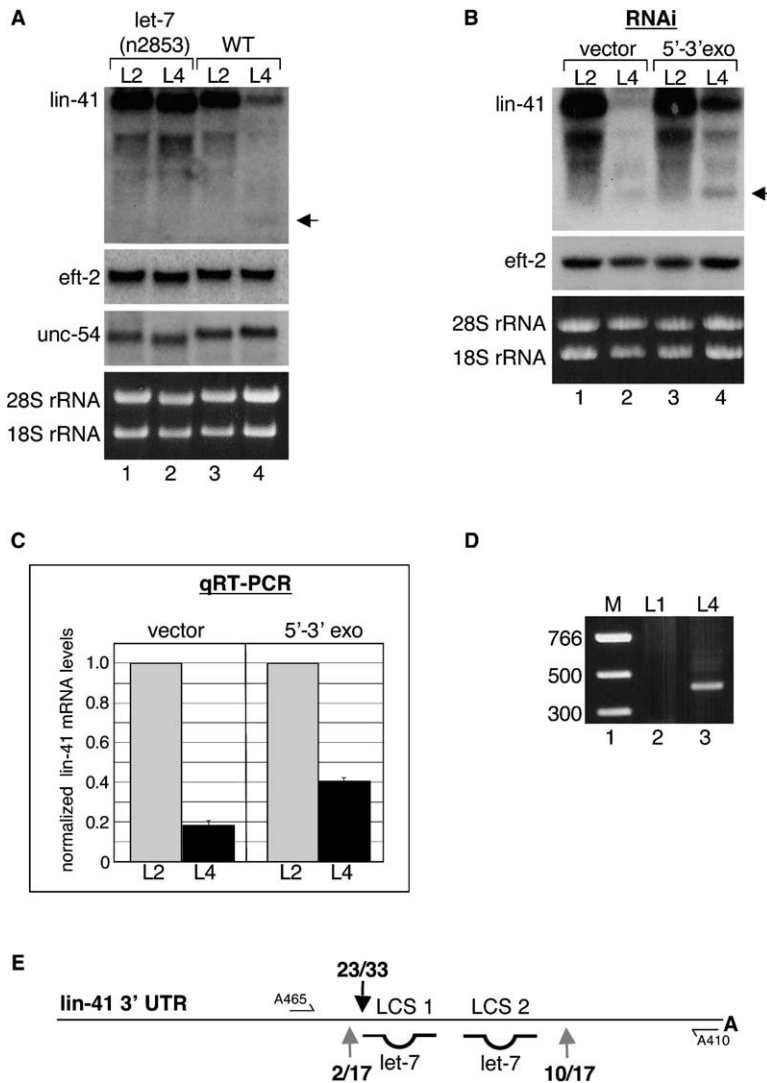 A
let-7
(n2853) WT
L2 L4 L2 L4
lin-41
eft-2
unc-54
28S rRNA
18S rRNA
1 2 3 4
B
RNAi
vector 5'-3'exo
L2 L4 L2 L4
lin-41
eft-2
28S rRNA
18S rRNA
1 2 3 4
C
qRT-PCR
vector 5'-3' exo
normalized lin-41 mRNA levels
1.0
0.8
0.6
0.4
0.2
0
L2 L4 L2 L4
D
M L1 L4
766
500
300
1 2 3
E
23/33
lin-41 3' UTR A465 LCS 1 LCS 2
A
let-7 let-7 A410
2/17 10/17